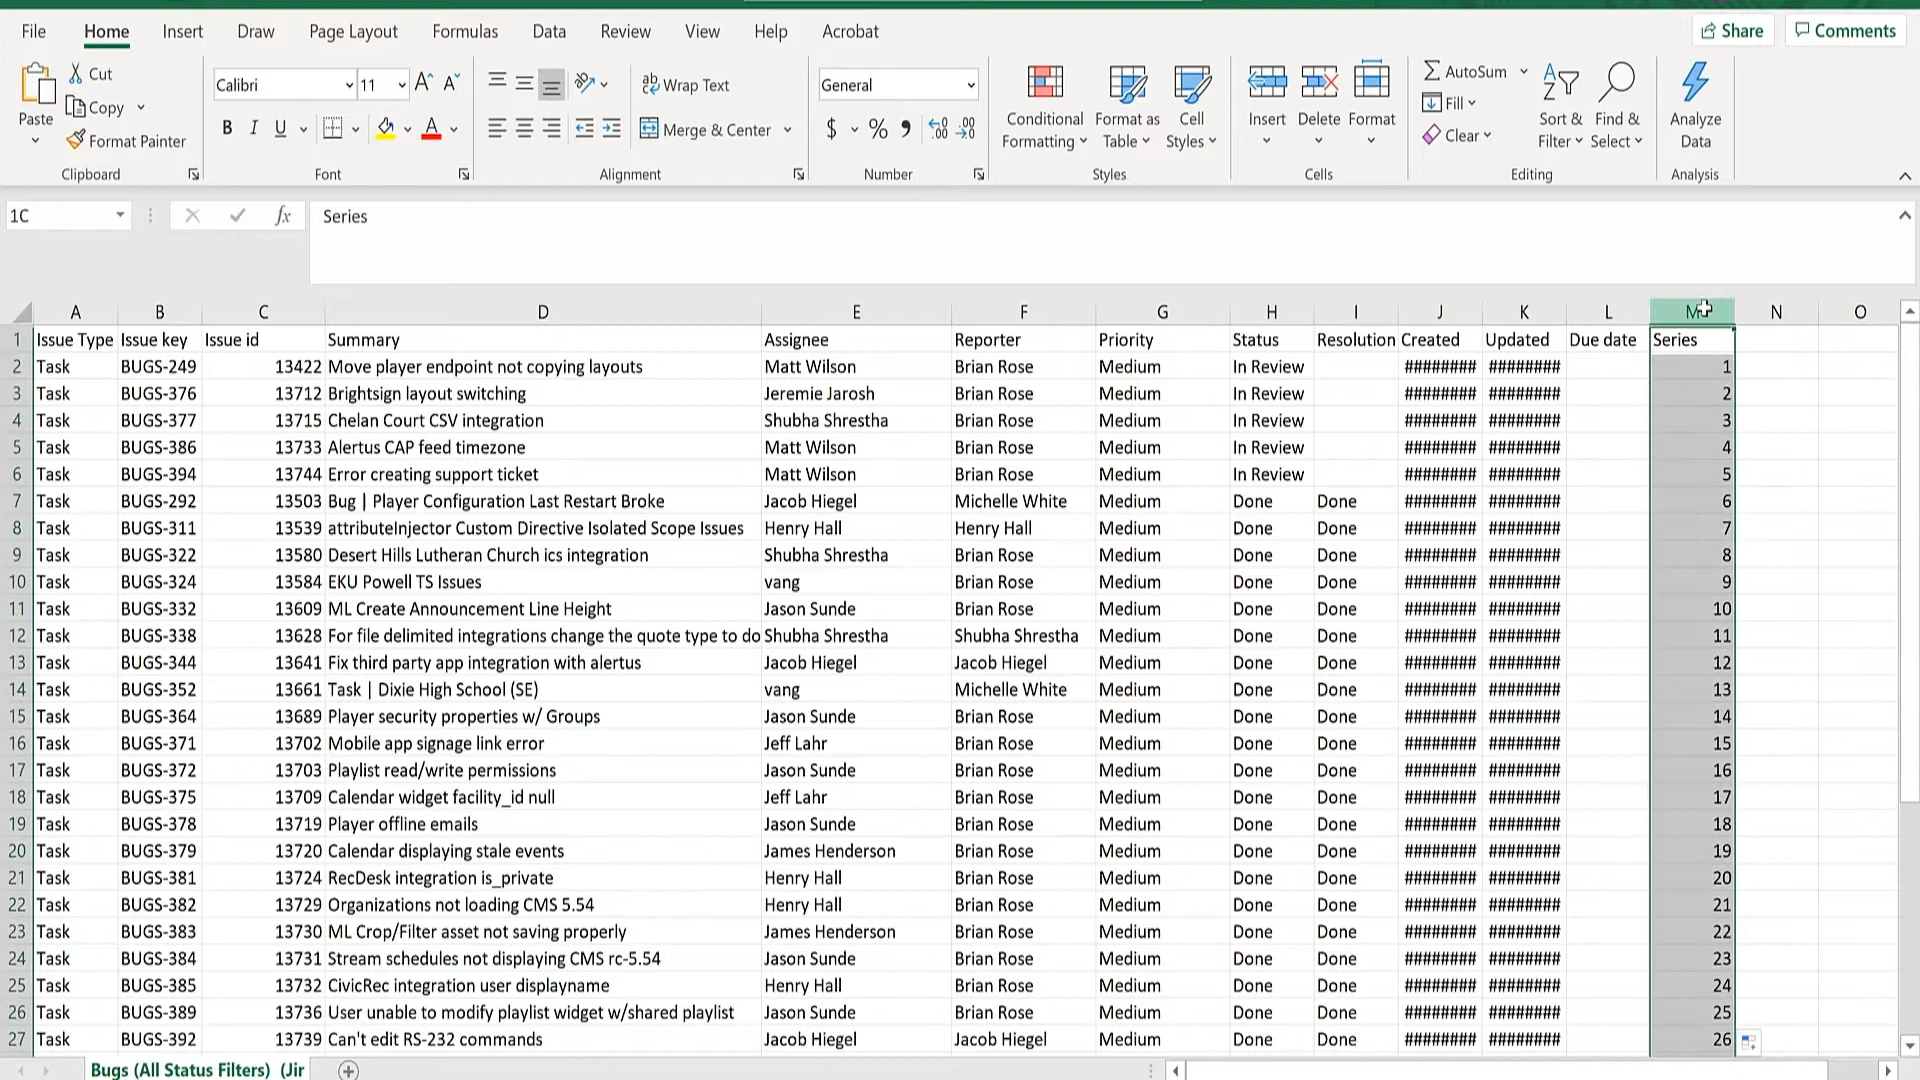 File Home Insert Draw Page Layout Formulas Data Review View Help Acrobat Share Comments
Paste Cut Copy Format Painter Clipboard
Calibri 11 A^ A˅ B I U A Font
ab Wrap Text Merge & Center Alignment
General $ % , .00 .00 Number
Conditional Formatting Format as Table Cell Styles Styles
Insert Delete Format Cells
AutoSum Fill Clear Sort & Filter Find & Select Editing
Analyze Data Analysis
1C fx Series
A B C D E F G H I J K L M N O
1 Issue Type Issue key Issue id Summary Assignee Reporter Priority Status Resolution Created Updated Due date Series
2 Task BUGS-249 13422 Move player endpoint not copying layouts Matt Wilson Brian Rose Medium In Review ######## ######## 1
3 Task BUGS-376 13712 Brightsign layout switching Jeremie Jarosh Brian Rose Medium In Review ######## ######## 2
4 Task BUGS-377 13715 Chelan Court CSV integration Shubha Shrestha Brian Rose Medium In Review ######## ######## 3
5 Task BUGS-386 13733 Alertus CAP feed timezone Matt Wilson Brian Rose Medium In Review ######## ######## 4
6 Task BUGS-394 13744 Error creating support ticket Matt Wilson Brian Rose Medium In Review ######## ######## 5
7 Task BUGS-292 13503 Bug | Player Configuration Last Restart Broke Jacob Hiegel Michelle White Medium Done Done ######## ######## 6
8 Task BUGS-311 13539 attributeInjector Custom Directive Isolated Scope Issues Henry Hall Henry Hall Medium Done Done ######## ######## 7
9 Task BUGS-322 13580 Desert Hills Lutheran Church ics integration Shubha Shrestha Brian Rose Medium Done Done ######## ######## 8
10 Task BUGS-324 13584 EKU Powell TS Issues vang Brian Rose Medium Done Done ######## ######## 9
11 Task BUGS-332 13609 ML Create Announcement Line Height Jason Sunde Brian Rose Medium Done Done ######## ######## 10
12 Task BUGS-338 13628 For file delimited integrations change the quote type to do Shubha Shrestha Shubha Shrestha Medium Done Done ######## ######## 11
13 Task BUGS-344 13641 Fix third party app integration with alertus Jacob Hiegel Jacob Hiegel Medium Done Done ######## ######## 12
14 Task BUGS-352 13661 Task | Dixie High School (SE) vang Michelle White Medium Done Done ######## ######## 13
15 Task BUGS-364 13689 Player security properties w/ Groups Jason Sunde Brian Rose Medium Done Done ######## ######## 14
16 Task BUGS-371 13702 Mobile app signage link error Jeff Lahr Brian Rose Medium Done Done ######## ######## 15
17 Task BUGS-372 13703 Playlist read/write permissions Jason Sunde Brian Rose Medium Done Done ######## ######## 16
18 Task BUGS-375 13709 Calendar widget facility_id null Jeff Lahr Brian Rose Medium Done Done ######## ######## 17
19 Task BUGS-378 13719 Player offline emails Jason Sunde Brian Rose Medium Done Done ######## ######## 18
20 Task BUGS-379 13720 Calendar displaying stale events James Henderson Brian Rose Medium Done Done ######## ######## 19
21 Task BUGS-381 13724 RecDesk integration is_private Henry Hall Brian Rose Medium Done Done ######## ######## 20
22 Task BUGS-382 13729 Organizations not loading CMS 5.54 Henry Hall Brian Rose Medium Done Done ######## ######## 21
23 Task BUGS-383 13730 ML Crop/Filter asset not saving properly James Henderson Brian Rose Medium Done Done ######## ######## 22
24 Task BUGS-384 13731 Stream schedules not displaying CMS rc-5.54 Jason Sunde Brian Rose Medium Done Done ######## ######## 23
25 Task BUGS-385 13732 CivicRec integration user displayname Henry Hall Brian Rose Medium Done Done ######## ######## 24
26 Task BUGS-389 13736 User unable to modify playlist widget w/shared playlist Jason Sunde Brian Rose Medium Done Done ######## ######## 25
27 Task BUGS-392 13739 Can't edit RS-232 commands Jacob Hiegel Jacob Hiegel Medium Done Done ######## ######## 26
Bugs (All Status Filters) (Jir